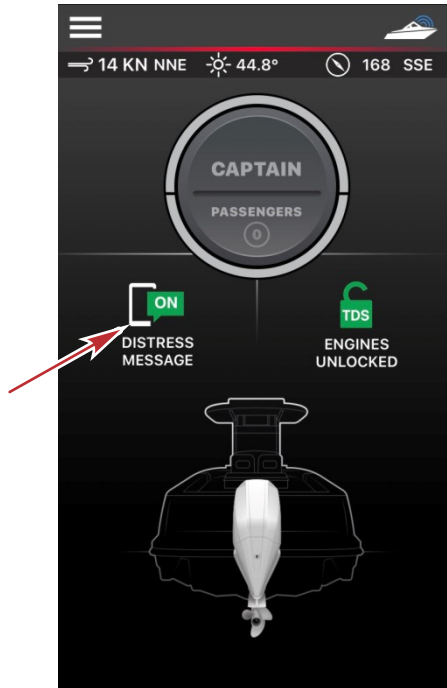 14 KN NNE 44.8° 168 SSE
CAPTAIN
PASSENGERS
0
ON
DISTRESS
MESSAGE
TDS
ENGINES
UNLOCKED